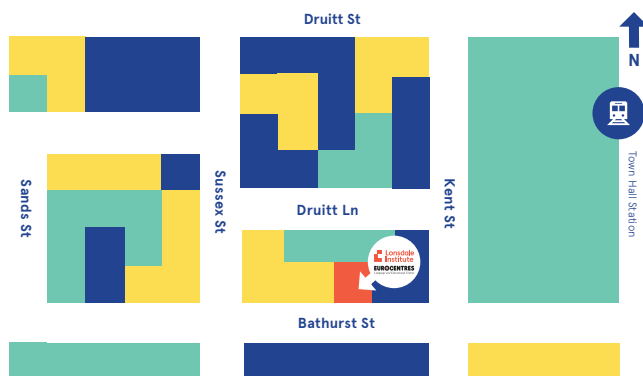 Druitt St
N
Town Hall Station
Sands St
Sussex St
Kent St
Druitt Ln
Lonsdale
Institute
EUROCENTRES
Bathurst St